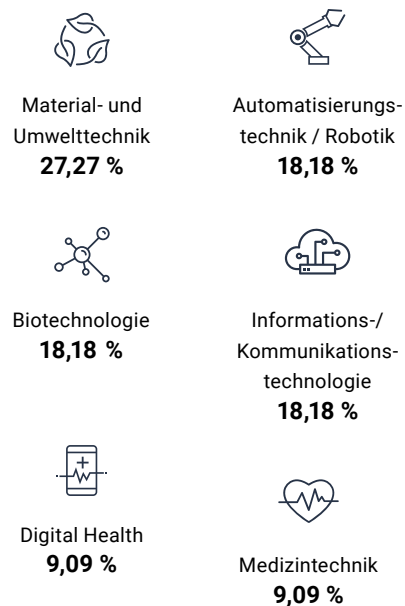 Material- und
Umwelttechnik
27,27 %
Automatisierungs-
technik / Robotik
18,18 %
Biotechnologie
18,18 %
Informations-/
Kommunikations-
technologie
18,18 %
Digital Health
9,09 %
Medizintechnik
9,09 %